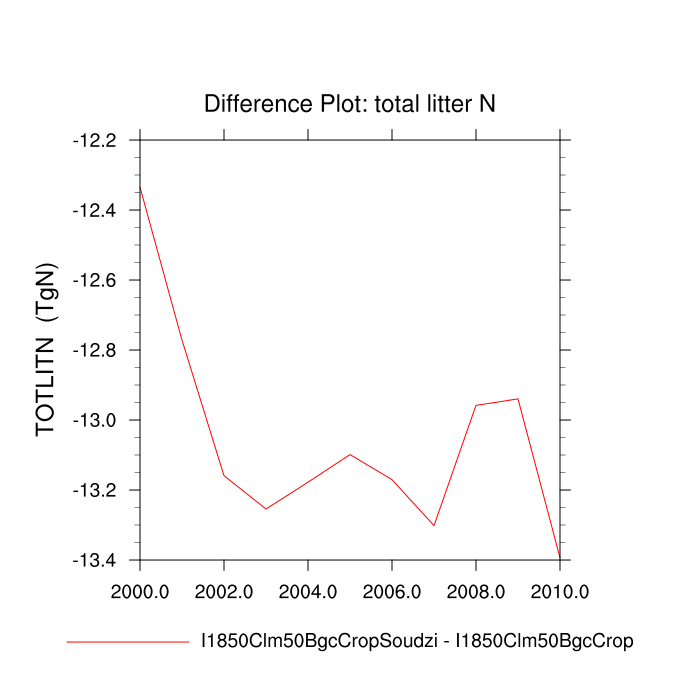 Difference Plot: total litter N
-12.2
-12.4
-12.6
-12.8
-13.0
-13.2
-13.4
TOTLITN (TgN)
2000.0 2002.0 2004.0 2006.0 2008.0 2010.0
I1850Clm50BgcCropSoudzi - I1850Clm50BgcCrop